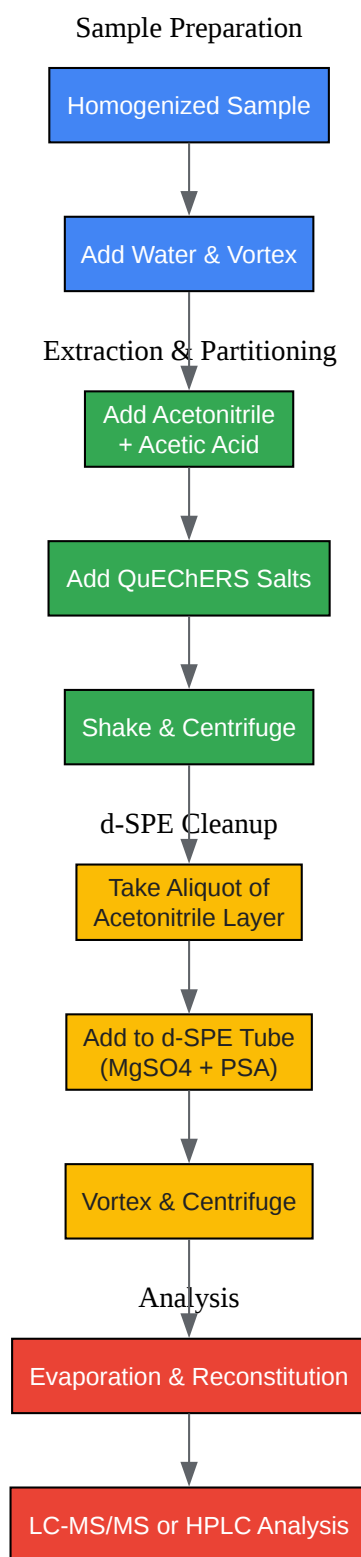 Sample Preparation
Homogenized Sample
Add Water & Vortex
Extraction & Partitioning
Add Acetonitrile
+ Acetic Acid
Add QuEChERS Salts
Shake & Centrifuge
d-SPE Cleanup
Take Aliquot of
Acetonitrile Layer
Add to d-SPE Tube
(MgSO4 + PSA)
Vortex & Centrifuge
Analysis
Evaporation & Reconstitution
LC-MS/MS or HPLC Analysis